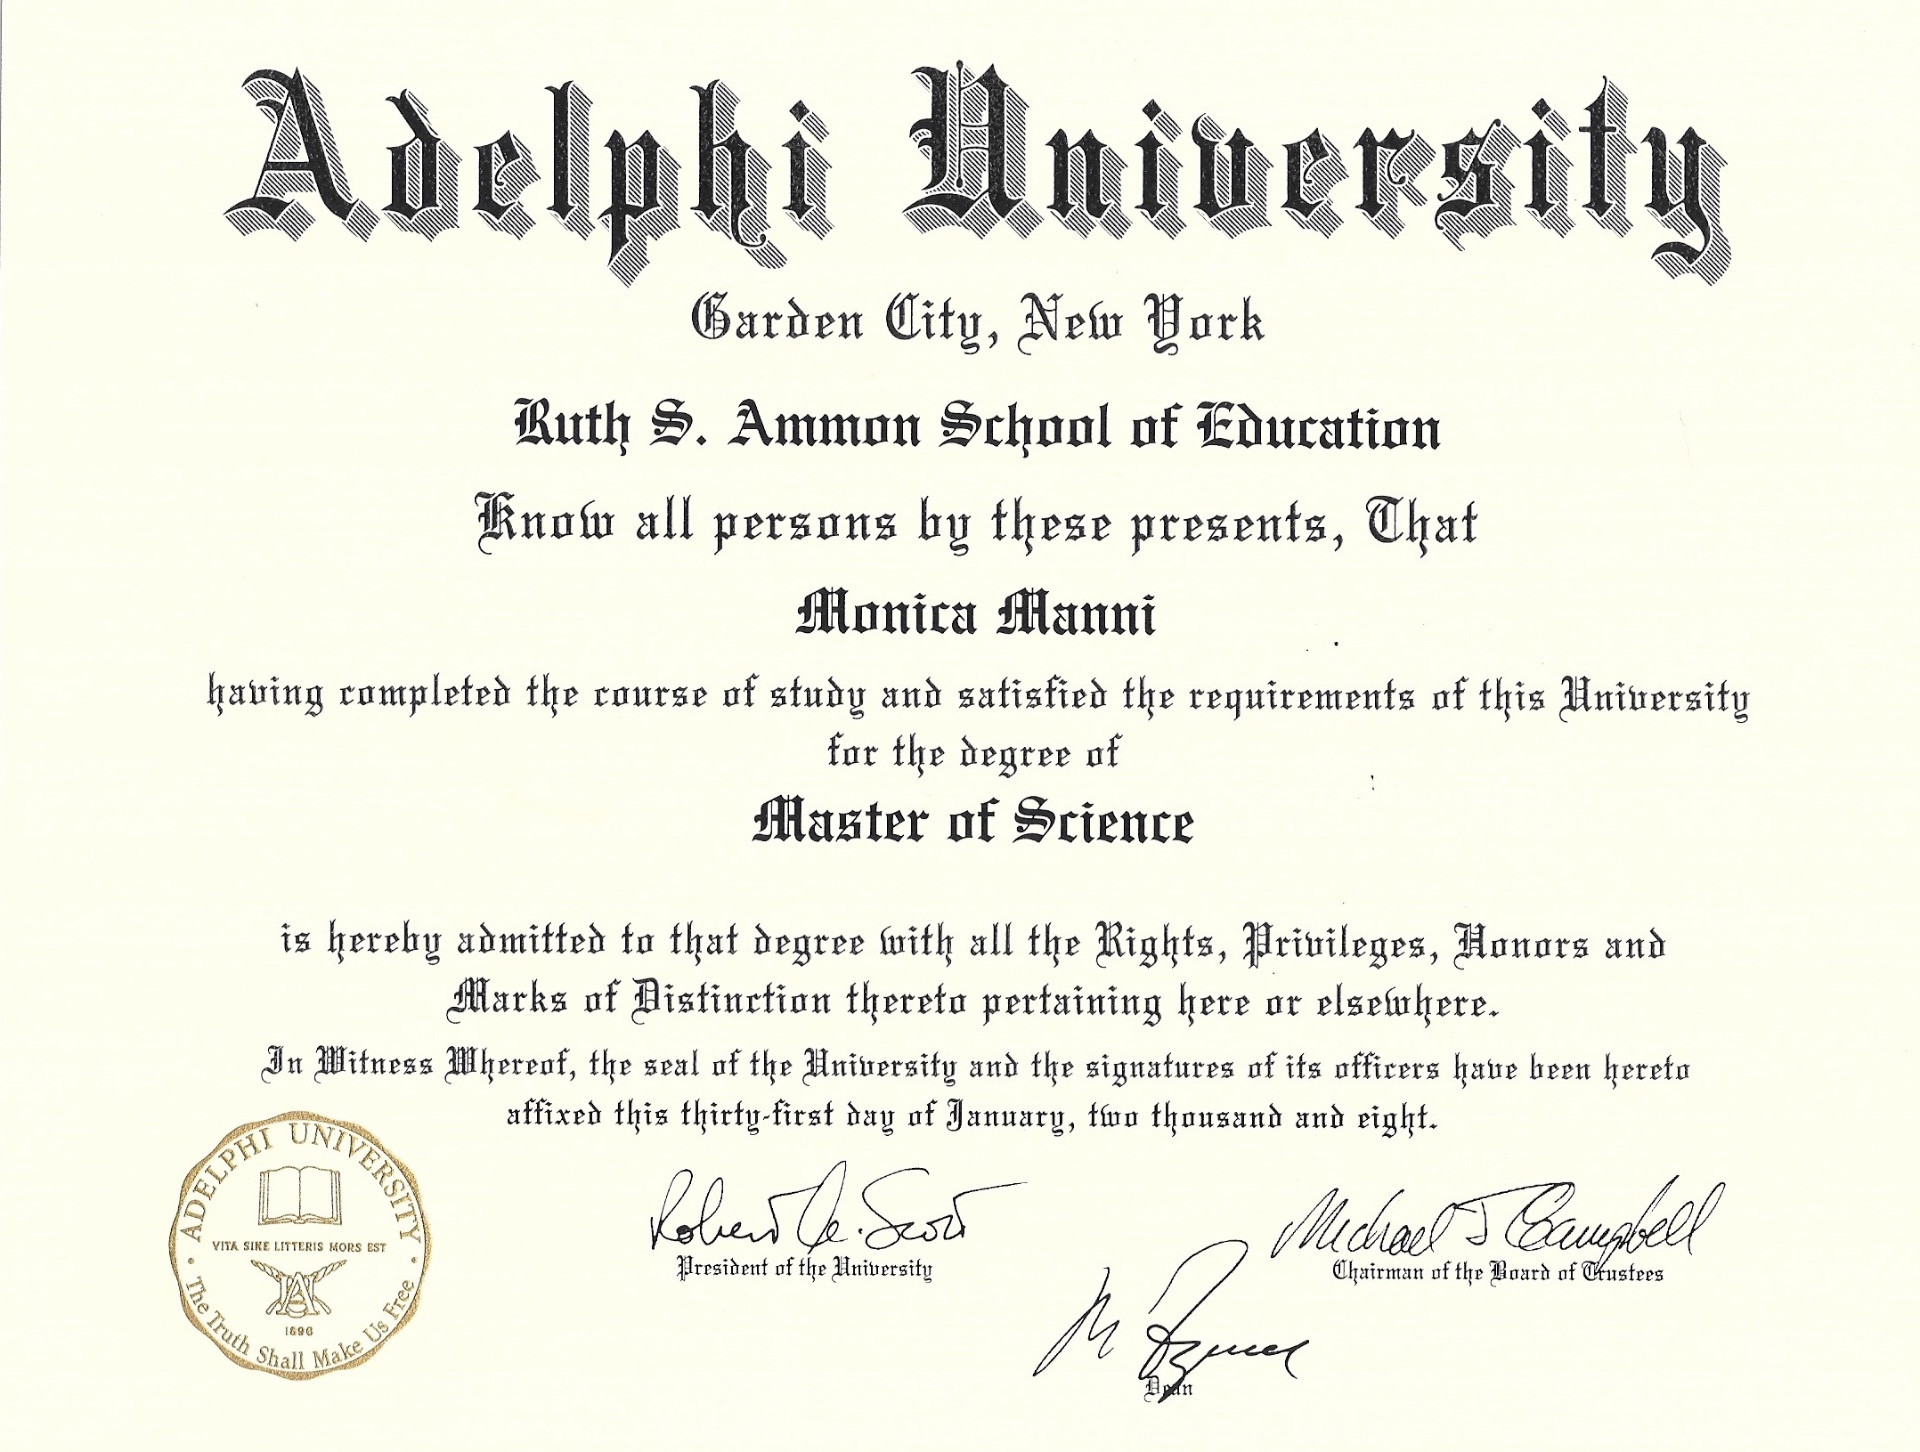 Adelphi University
Garden City, New York
Ruth S. Ammon School of Education
Know all persons by these presents, That
Monica Manni
having completed the course of study and satisfied the requirements of this University
for the degree of
Master of Science
is hereby admitted to that degree with all the Rights, Privileges, Honors and
Marks of Distinction thereto pertaining here or elsewhere.
In Witness Whereof, the seal of the University and the signatures of its officers have been hereto
affixed this thirty-first day of January, two thousand and eight.
ADELPHI UNIVERSITY
VITA SINE LITTERIS MORS EST
A
1896
The Truth Shall Make Us Free
Robert A. Scott
President of the University
Michael J Campbell
Chairman of the Board of Trustees
Dean